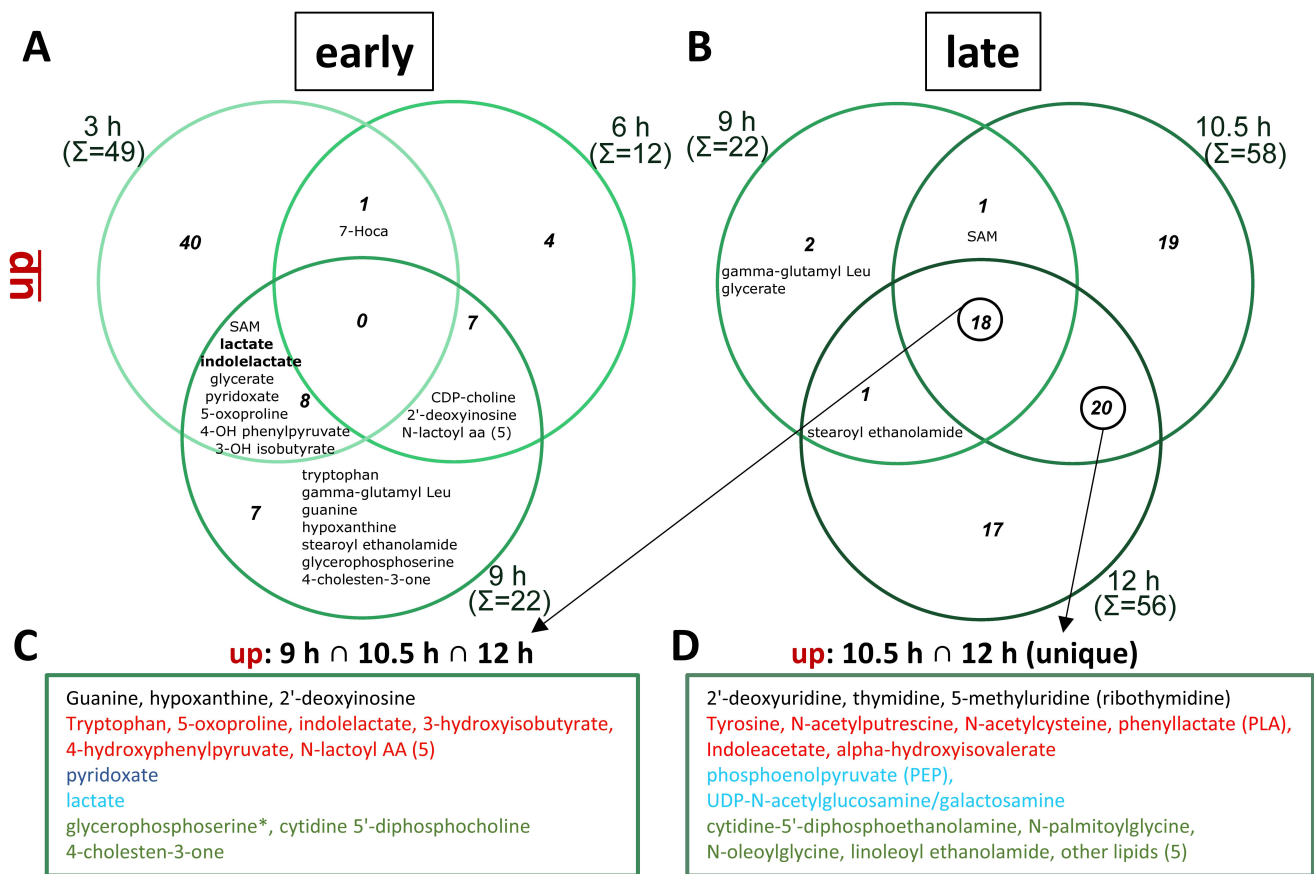 A
early
B
late
3 h
(Σ=49)
6 h
(Σ=12)
9 h
(Σ=22)
10.5 h
(Σ=58)
up
40
1
7-Hoca
4
0
7
SAM
lactate
indolelactate
glycerate
pyridoxate
5-oxoproline
4-OH phenylpyruvate
3-OH isobutyrate
8
CDP-choline
2'-deoxyinosine
N-lactoyl aa (5)
7
tryptophan
gamma-glutamyl Leu
guanine
hypoxanthine
stearoyl ethanolamide
glycerophosphoserine
4-cholesten-3-one
9 h
(Σ=22)
2
gamma-glutamyl Leu
glycerate
1
SAM
19
18
1
stearoyl ethanolamide
20
17
12 h
(Σ=56)
C
up: 9 h ∩ 10.5 h ∩ 12 h
Guanine, hypoxanthine, 2'-deoxyinosine
Tryptophan, 5-oxoproline, indolelactate, 3-hydroxyisobutyrate,
4-hydroxyphenylpyruvate, N-lactoyl AA (5)
pyridoxate
lactate
glycerophosphoserine*, cytidine 5'-diphosphocholine
4-cholesten-3-one
D
up: 10.5 h ∩ 12 h (unique)
2'-deoxyuridine, thymidine, 5-methyluridine (ribothymidine)
Tyrosine, N-acetylputrescine, N-acetylcysteine, phenyllactate (PLA),
Indoleacetate, alpha-hydroxyisovalerate
phosphoenolpyruvate (PEP),
UDP-N-acetylglucosamine/galactosamine
cytidine-5'-diphosphoethanolamine, N-palmitoylglycine,
N-oleoylglycine, linoleoyl ethanolamide, other lipids (5)